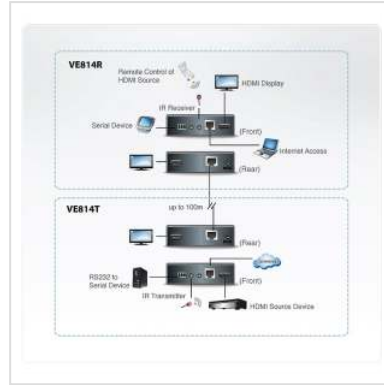 VE814R
Remote Control of
HDMI Source
HDMI Display
IR Receiver
Serial Device
(Front)
Internet Access
(Rear)
up to 100m
VE814T
(Rear)
RS232 to
Serial Device
(Front)
IR Transmitter
HDMI Source Device